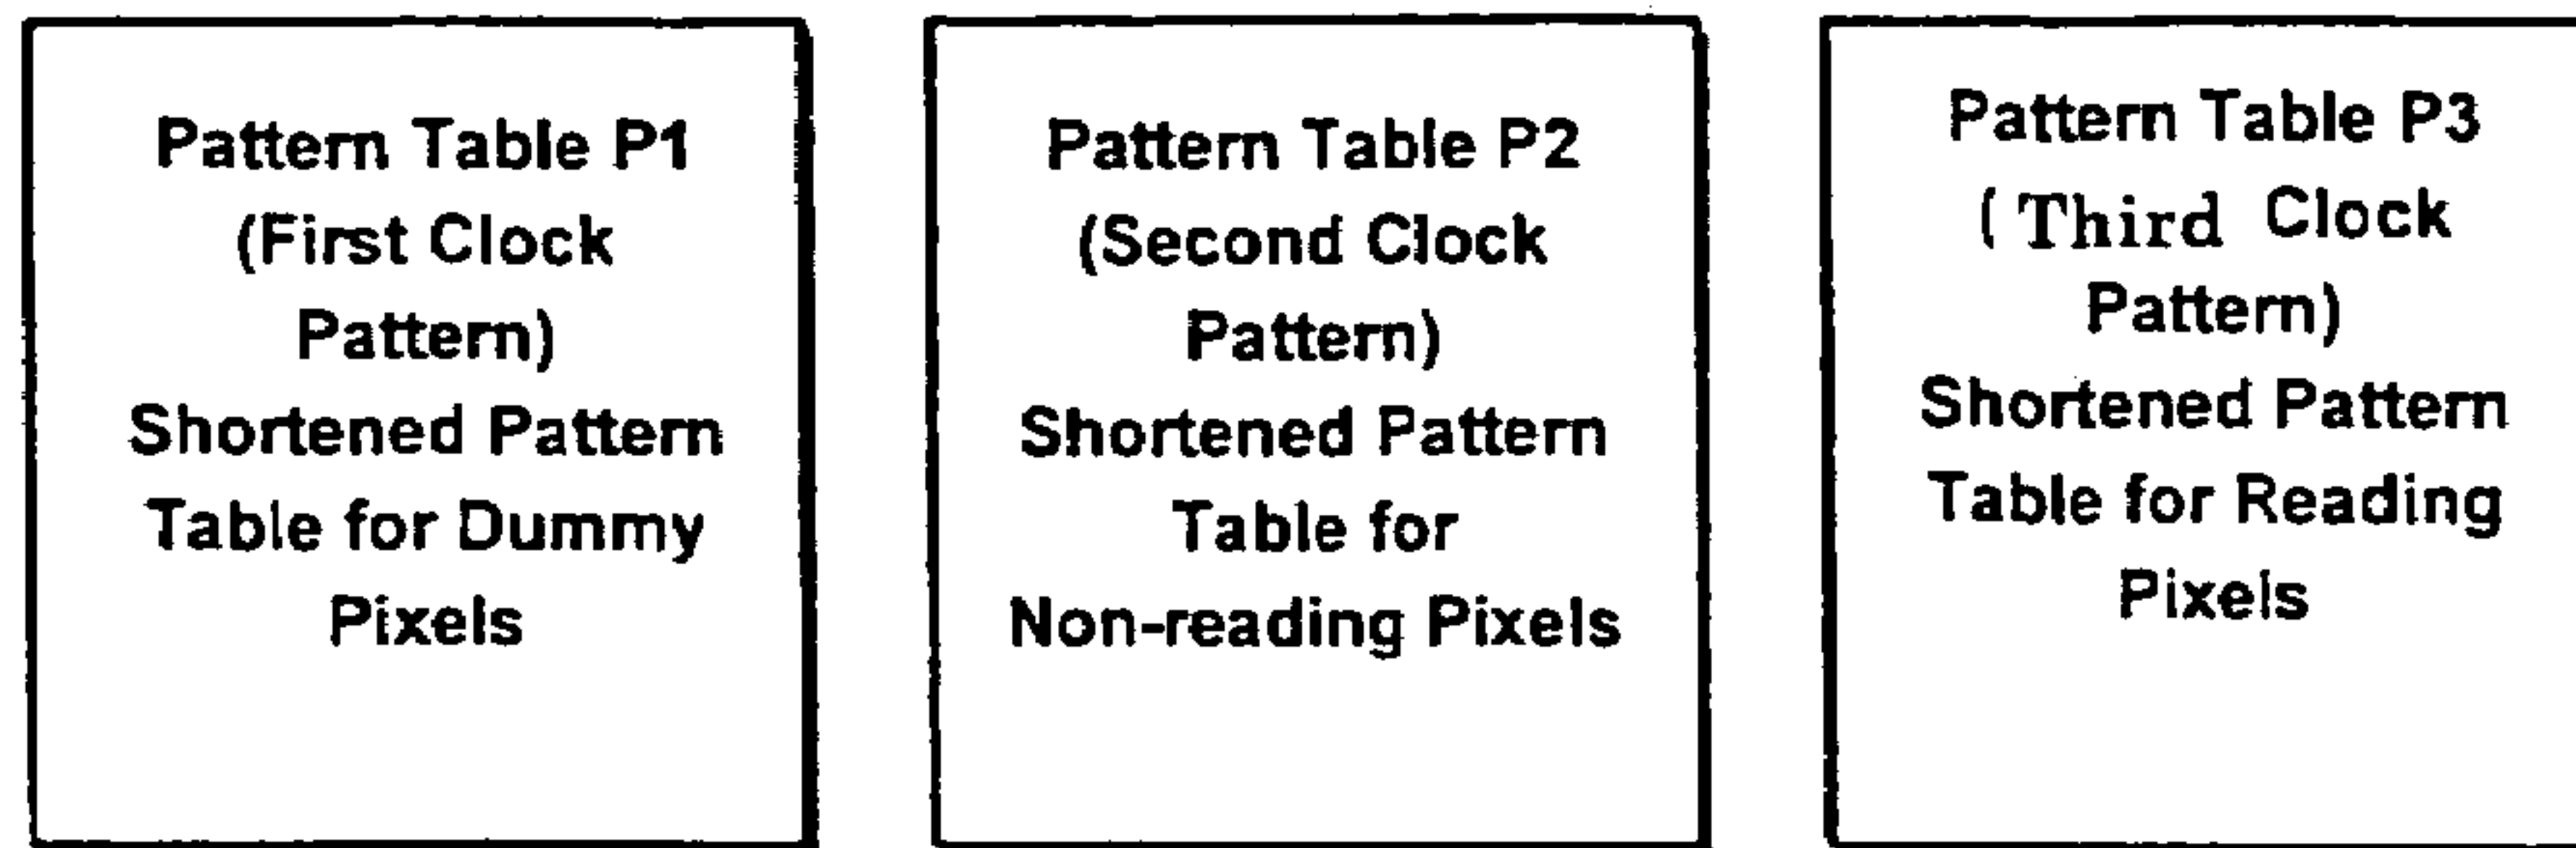 Pattern Table P1
(First Clock
Pattern)
Shortened Pattern
Table for Dummy
Pixels
Pattern Table P2
(Second Clock
Pattern)
Shortened Pattern
Table for
Non-reading Pixels
Pattern Table P3
( Third Clock
Pattern)
Shortened Pattern
Table for Reading
Pixels